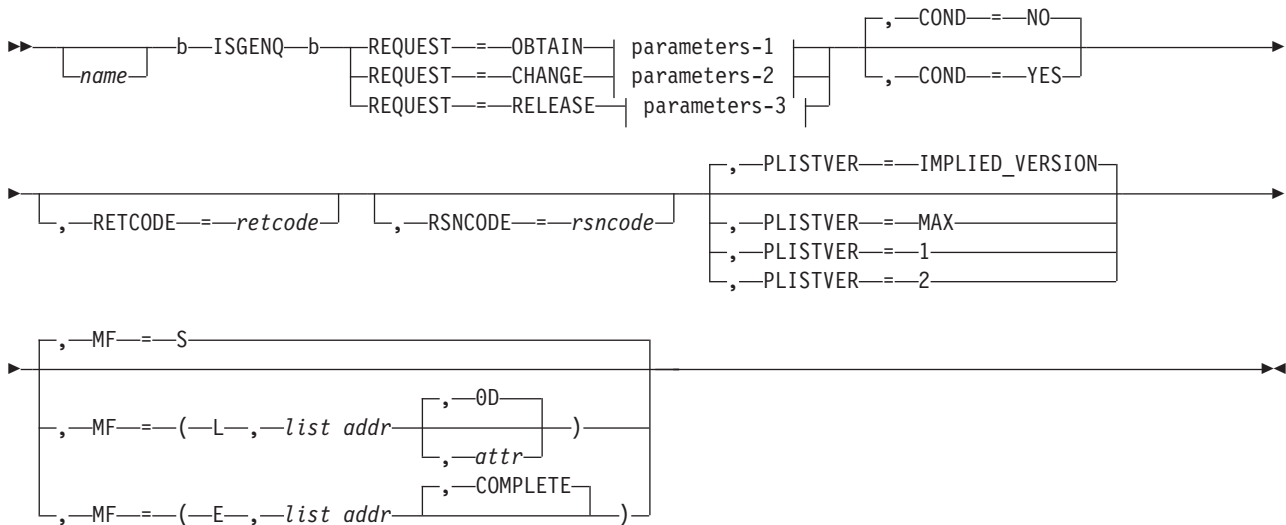 ,—COND—=—NO
name b—ISGENQ—b REQUEST—=—OBTAIN parameters-1
REQUEST—=—CHANGE parameters-2 ,—COND—=—YES
REQUEST—=—RELEASE parameters-3
,—PLISTVER—=—IMPLIED_VERSION
,—RETCODE—=—retcode ,—RSNCODE—=—rsncode ,—PLISTVER—=—MAX
,—PLISTVER—=—1
,—PLISTVER—=—2
,—MF—=—S
,—0D
,—MF—=—(—L—,—list addr )
,—attr
,—COMPLETE
,—MF—=—(—E—,—list addr )